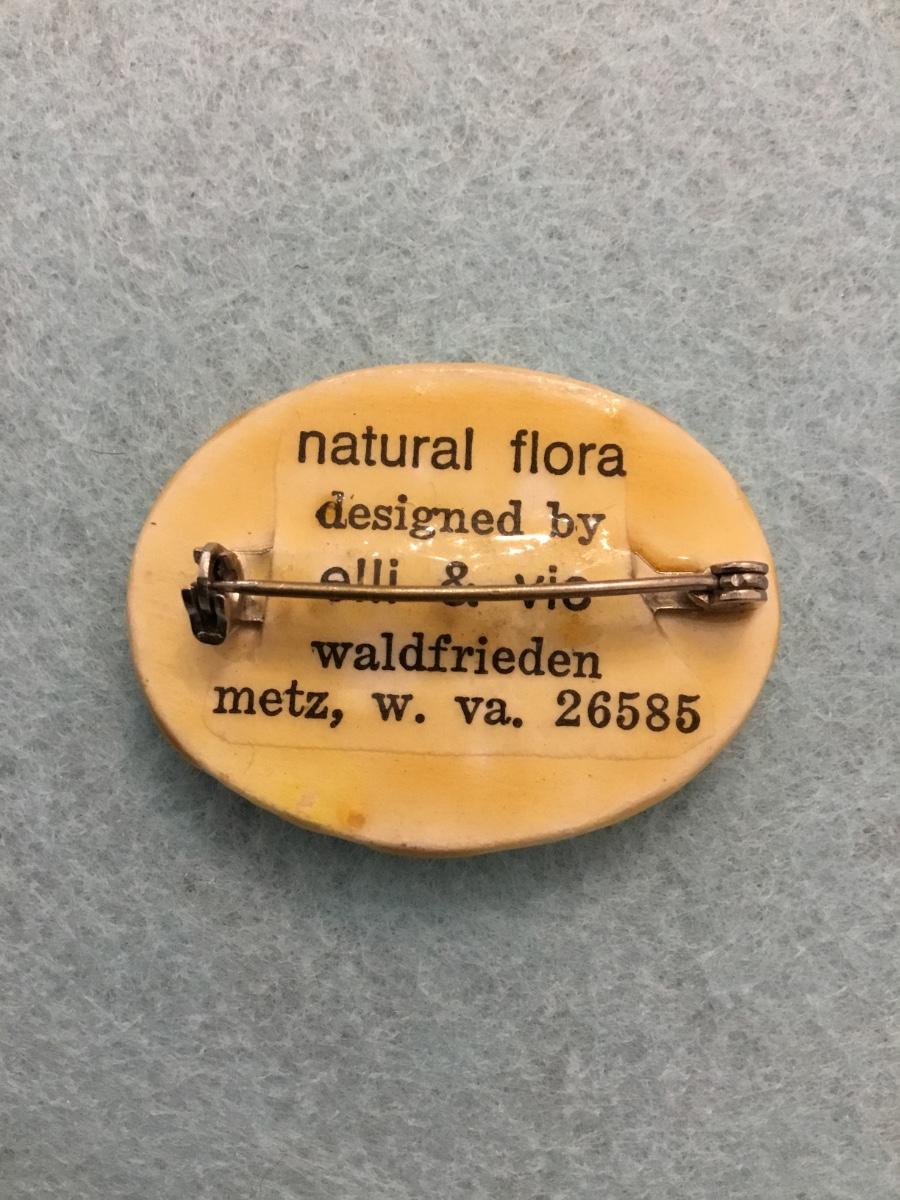 natural flora
designed by
elli & vic
waldfrieden
metz, w. va. 26585